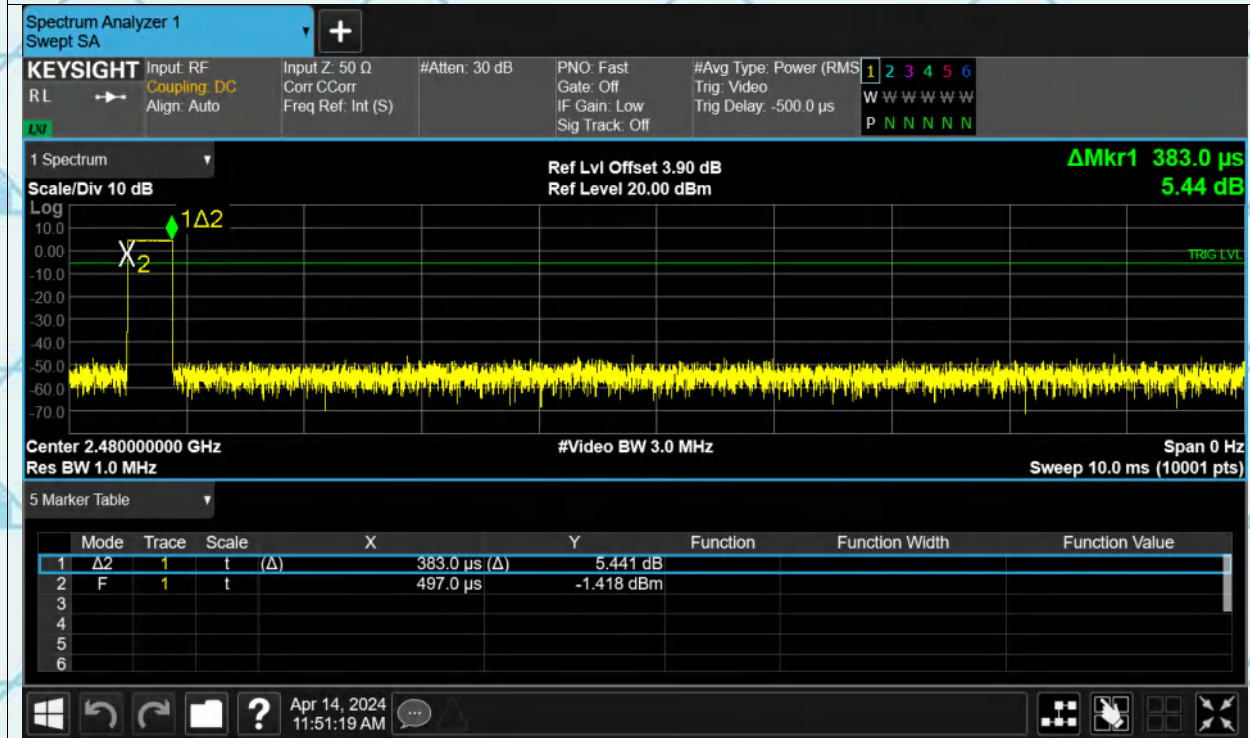 Spectrum Analyzer 1
Swept SA
+
KEYSIGHT Input: RF Input Z: 50 Ω #Atten: 30 dB PNO: Fast #Avg Type: Power (RMS 1 2 3 4 5 6
RL Coupling: DC Corr CCorr Gate: Off Trig: Video W W W W W W
Align: Auto Freq Ref: Int (S) IF Gain: Low Trig Delay: -500.0 µs
LXI Sig Track: Off P N N N N N
1 Spectrum Ref Lvl Offset 3.90 dB ΔMkr1 383.0 µs
Scale/Div 10 dB Ref Level 20.00 dBm 5.44 dB
Log
1Δ2
10.0
0.00
X2
TRIG LVL
-10.0
-20.0
-30.0
-40.0
-50.0
-60.0
-70.0
Center 2.480000000 GHz #Video BW 3.0 MHz Span 0 Hz
Res BW 1.0 MHz Sweep 10.0 ms (10001 pts)
5 Marker Table
Mode Trace Scale X Y Function Function Width Function Value
1 Δ2 1 t (Δ) 383.0 µs (Δ) 5.441 dB
2 F 1 t 497.0 µs -1.418 dBm
3
4
5
6
? Apr 14, 2024
11:51:19 AM